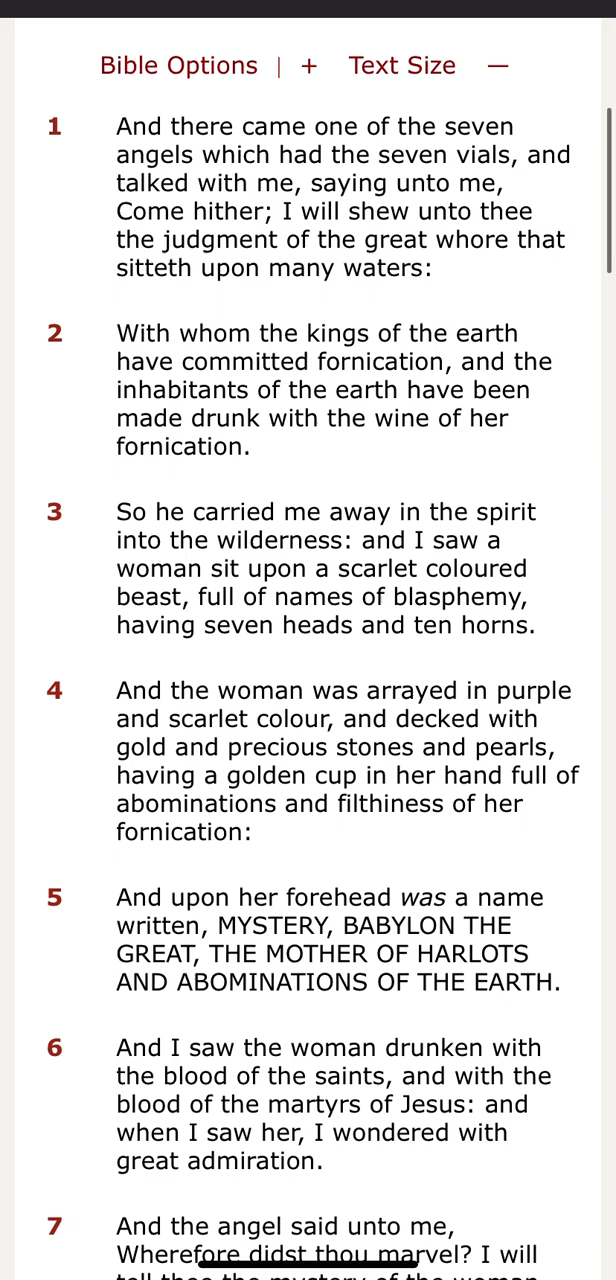 Bible Options | + Text Size —
1 And there came one of the seven
angels which had the seven vials, and
talked with me, saying unto me,
Come hither; I will shew unto thee
the judgment of the great whore that
sitteth upon many waters:
2 With whom the kings of the earth
have committed fornication, and the
inhabitants of the earth have been
made drunk with the wine of her
fornication.
3 So he carried me away in the spirit
into the wilderness: and I saw a
woman sit upon a scarlet coloured
beast, full of names of blasphemy,
having seven heads and ten horns.
4 And the woman was arrayed in purple
and scarlet colour, and decked with
gold and precious stones and pearls,
having a golden cup in her hand full of
abominations and filthiness of her
fornication:
5 And upon her forehead was a name
written, MYSTERY, BABYLON THE
GREAT, THE MOTHER OF HARLOTS
AND ABOMINATIONS OF THE EARTH.
6 And I saw the woman drunken with
the blood of the saints, and with the
blood of the martyrs of Jesus: and
when I saw her, I wondered with
great admiration.
7 And the angel said unto me,
Wherefore didst thou marvel? I will
tell thee the mystery of the woman